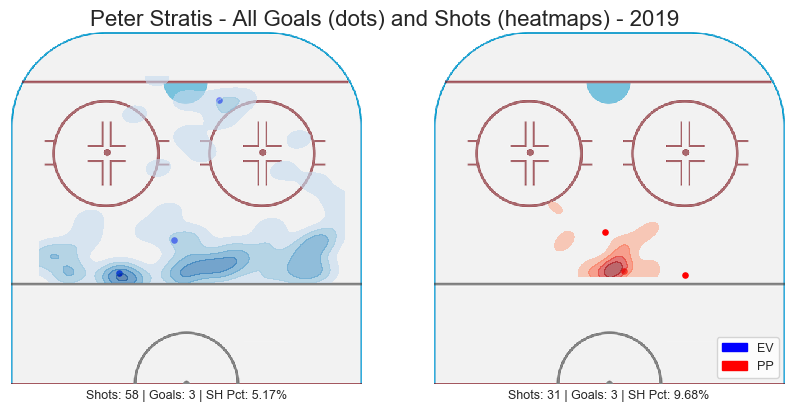 Peter Stratis - All Goals (dots) and Shots (heatmaps) - 2019
EV
PP
Shots: 58 | Goals: 3 | SH Pct: 5.17%
Shots: 31 | Goals: 3 | SH Pct: 9.68%